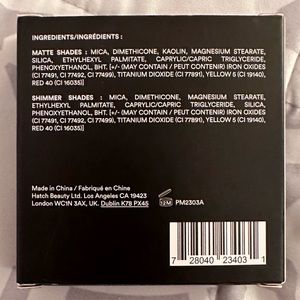 INGREDIENTS/INGRÉDIENTS :
MATTE SHADES : MICA, DIMETHICONE, KAOLIN, MAGNESIUM STEARATE,
SILICA, ETHYLHEXYL PALMITATE, CAPRYLIC/CAPRIC TRIGLYCERIDE,
PHENOXYETHANOL, BHT. [+/- (MAY CONTAIN / PEUT CONTENIR) IRON OXIDES
(CI 77491, CI 77492, CI 77499), TITANIUM DIOXIDE (CI 77891), YELLOW 5 (CI 19140),
RED 40 (CI 16035)]
SHIMMER SHADES : MICA, DIMETHICONE, MAGNESIUM STEARATE,
ETHYLHEXYL PALMITATE, CAPRYLIC/CAPRIC TRIGLYCERIDE, SILICA,
PHENOXYETHANOL, BHT. [+/- (MAY CONTAIN / PEUT CONTENIR) IRON OXIDES
(CI 77491, CI 77492, CI 77499), TITANIUM DIOXIDE (CI 77891), YELLOW 5 (CI 19140),
RED 40 (CI 16035)]
Made in China / Fabriqué en Chine
Hatch Beauty Ltd. Los Angeles CA 19423
London WC1N 3AX, UK. Dublin K78 PX45
12M
PM2303A
7 28040 23403 1